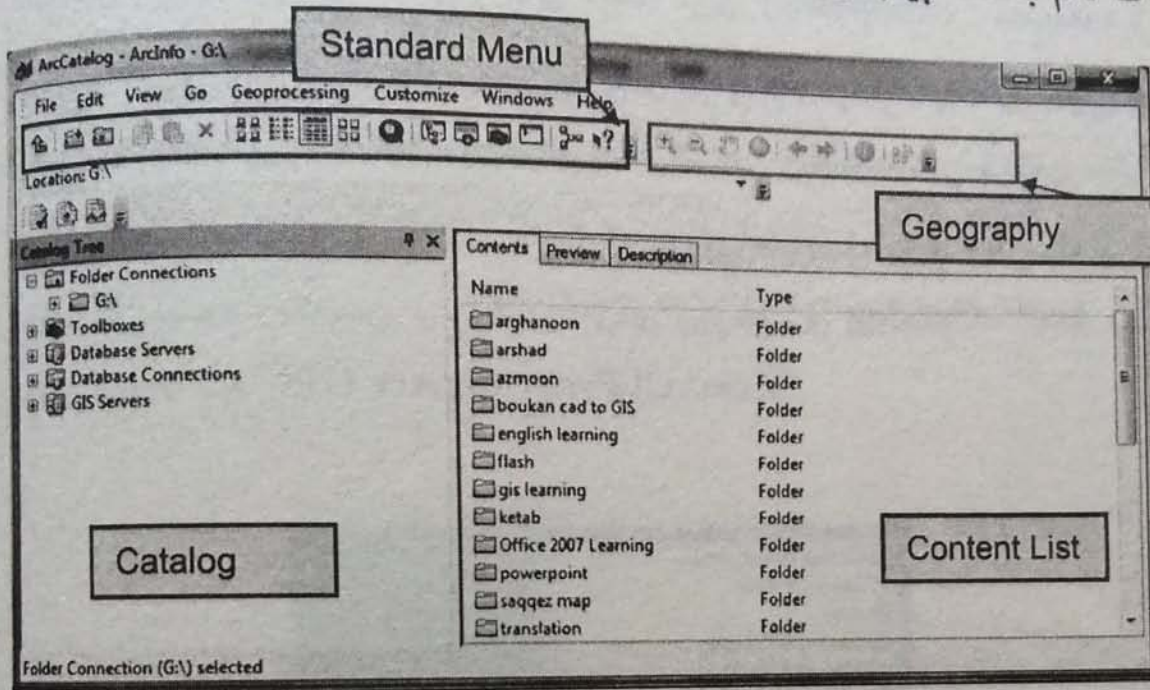 Standard Menu
ArcCatalog - ArcInfo - G:\
File Edit View Go Geoprocessing Customize Windows Help
Location: G:\
Geography
Catalog Tree
Folder Connections
G:\
Toolboxes
Database Servers
Database Connections
GIS Servers
Catalog
Contents Preview Description
Name Type
arghanoon Folder
arshad Folder
azmoon Folder
boukan cad to GIS Folder
english learning Folder
flash Folder
gis learning Folder
ketab Folder
Office 2007 Learning Folder
powerpoint Folder
saqqez map Folder
translation Folder
Content List
Folder Connection (G:\) selected